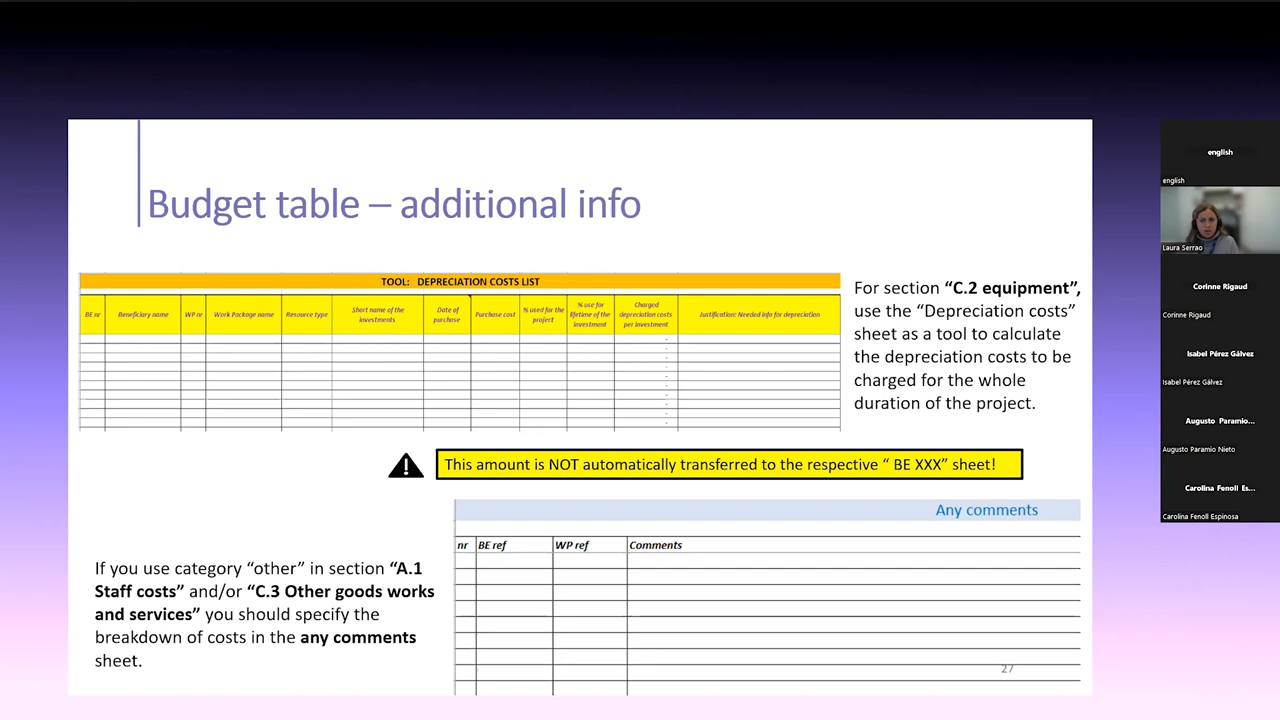 Budget table – additional info
TOOL: DEPRECIATION COSTS LIST
BE nr
Beneficiary name
WP nr
Work Package name
Resource type
Short name of the
investments
Date of
purchase
Purchase cost
% used for the
project
% use for
lifetime of the
investment
Charged
depreciation costs
per investment
Justification: Needed info for depreciation
For section “C.2 equipment”,
use the “Depreciation costs”
sheet as a tool to calculate
the depreciation costs to be
charged for the whole
duration of the project.
This amount is NOT automatically transferred to the respective “ BE XXX” sheet!
Any comments
nr
BE ref
WP ref
Comments
If you use category “other” in section “A.1
Staff costs” and/or “C.3 Other goods works
and services” you should specify the
breakdown of costs in the any comments
sheet.
27
english
english
Laura Serrao
Corinne Rigaud
Corinne Rigaud
Isabel Pérez Gálvez
Isabel Pérez Gálvez
Augusto Paramio...
Augusto Paramio Nieto
Carolina Fenoll Es...
Carolina Fenoll Espinosa